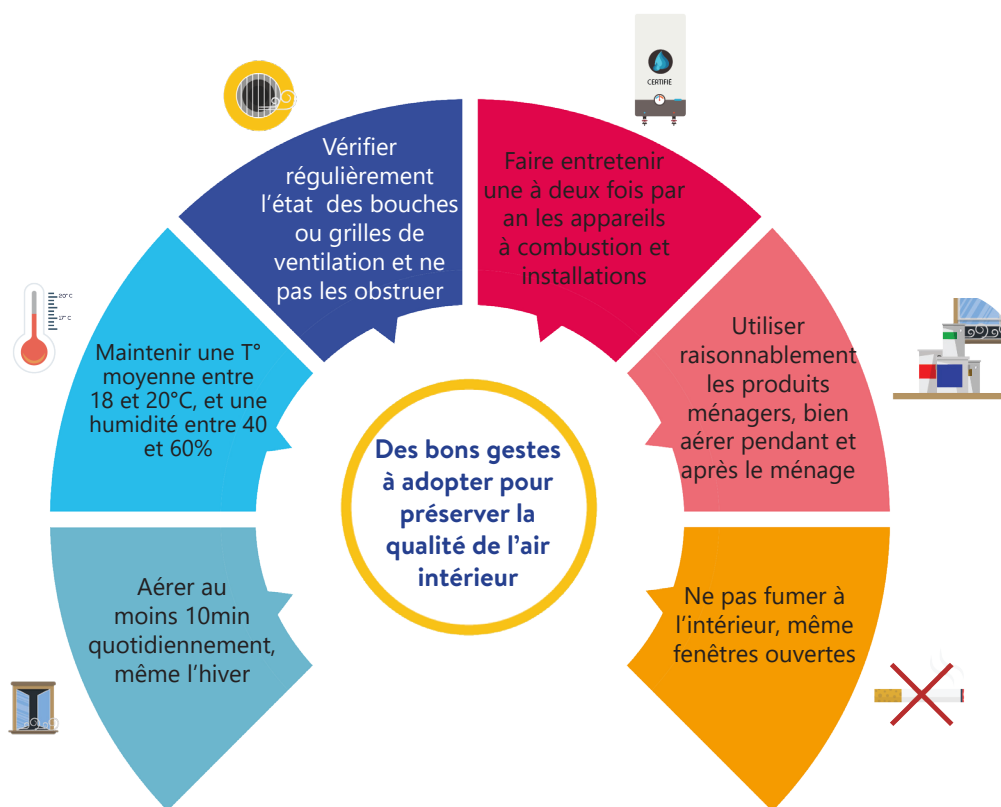 CERTIFIÉ
Vérifier
régulièrement
l'état des bouches
ou grilles de
ventilation et ne
pas les obstruer
Faire entretenir
une à deux fois par
an les appareils
à combustion et
installations
20°C
17°C
Maintenir une T°
moyenne entre
18 et 20°C, et une
humidité entre 40
et 60%
Utiliser
raisonnablement
les produits
ménagers, bien
aérer pendant et
après le ménage
Des bons gestes
à adopter pour
préserver la
qualité de l'air
intérieur
Aérer au
moins 10min
quotidiennement,
même l'hiver
Ne pas fumer à
l'intérieur, même
fenêtres ouvertes